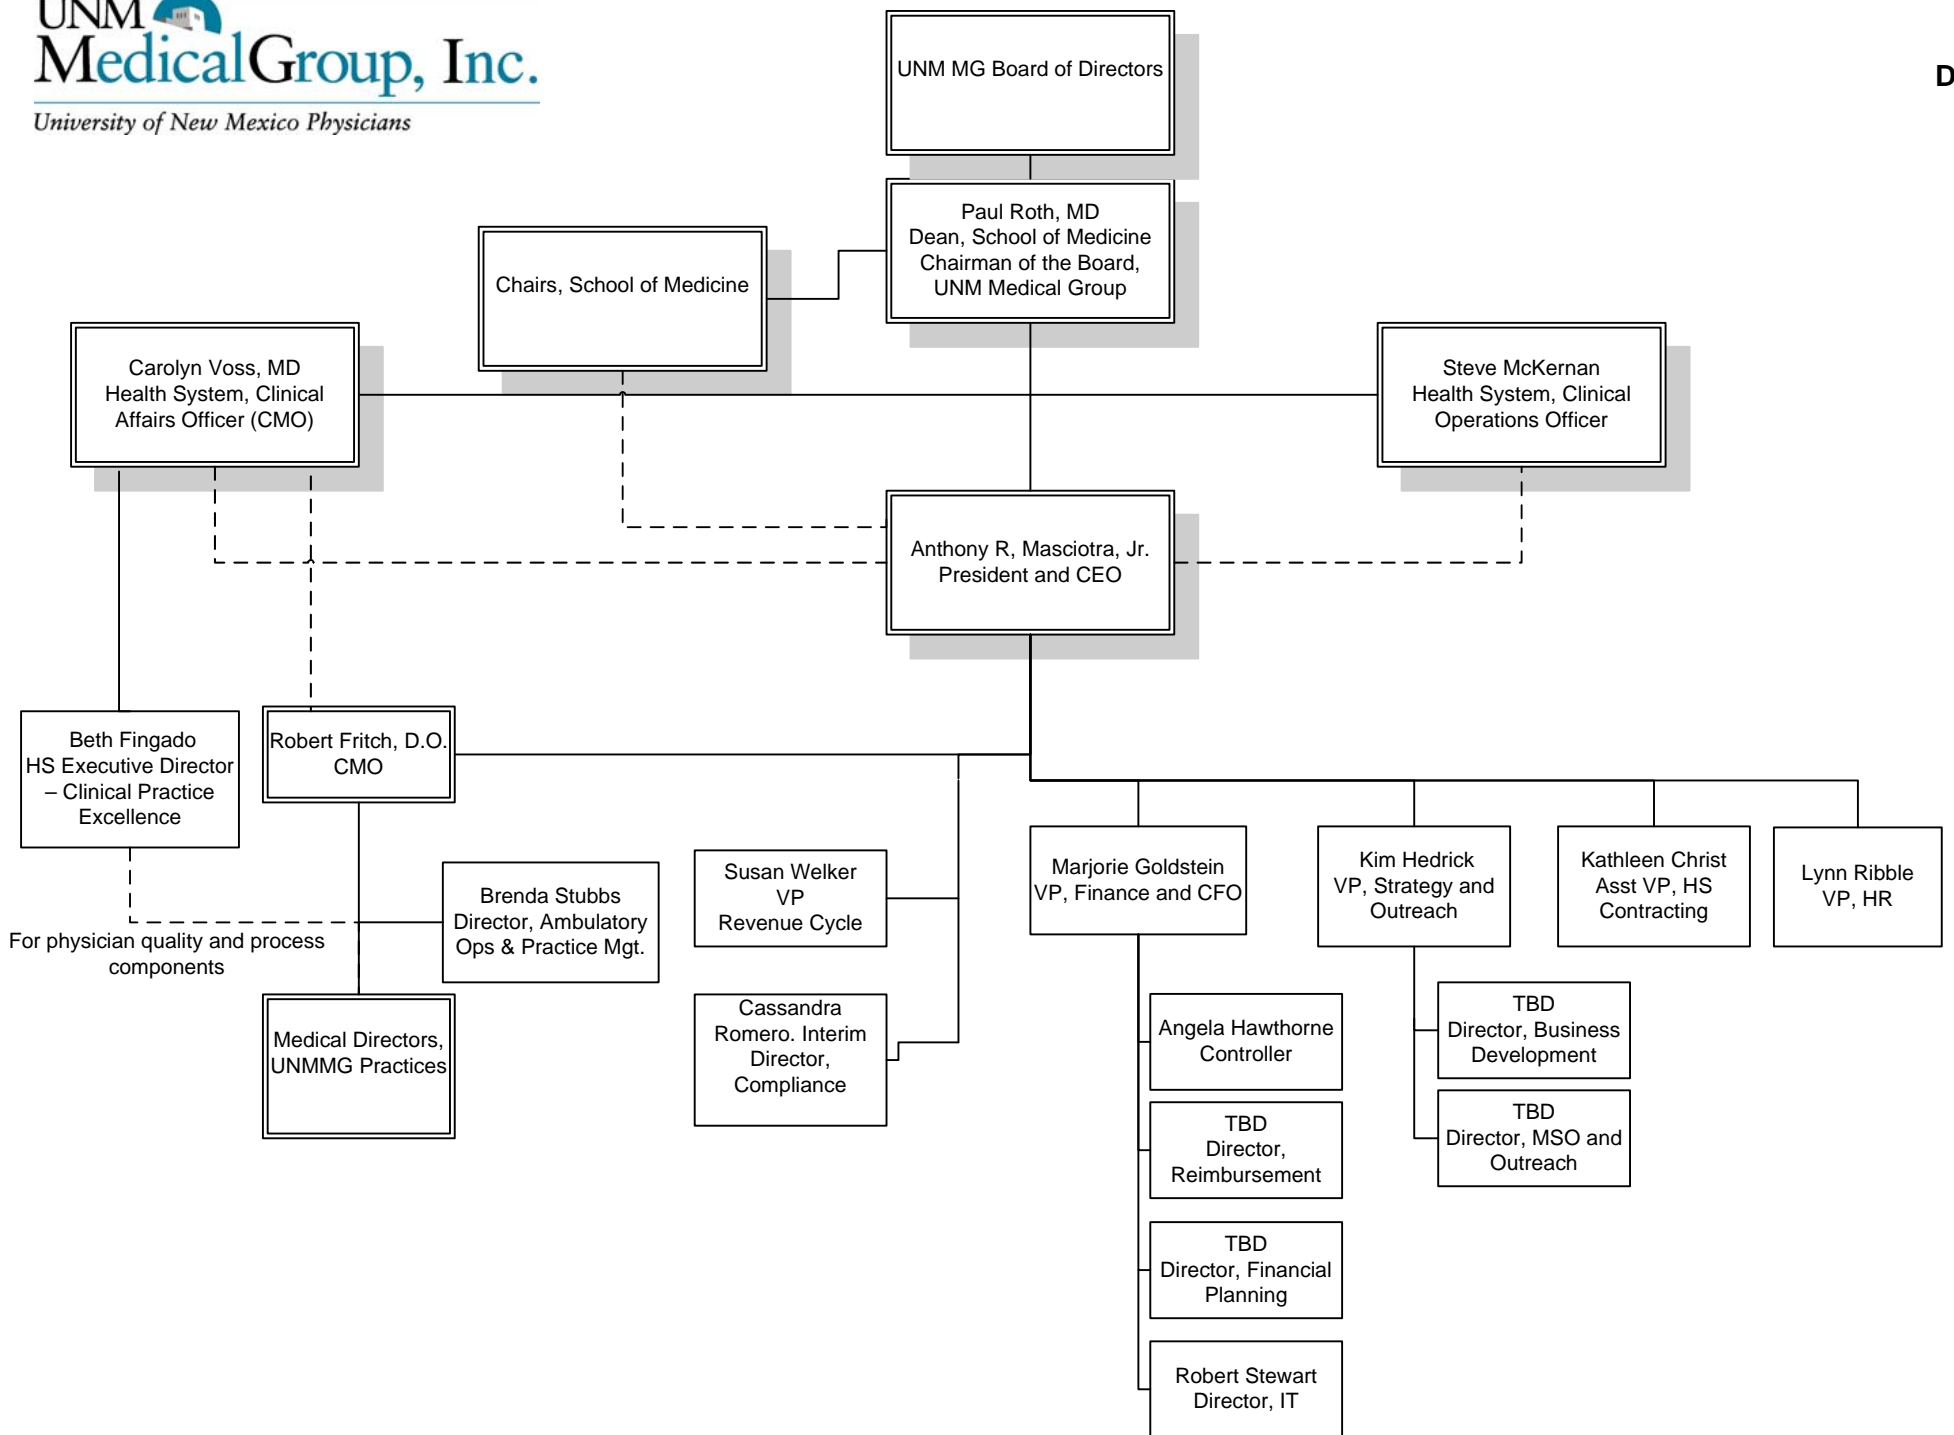 UNM
MedicalGroup, Inc.
University of New Mexico Physicians
D
UNM MG Board of Directors
Paul Roth, MD
Dean, School of Medicine
Chairman of the Board,
UNM Medical Group
Chairs, School of Medicine
Carolyn Voss, MD
Health System, Clinical
Affairs Officer (CMO)
Steve McKernan
Health System, Clinical
Operations Officer
Anthony R, Masciotra, Jr.
President and CEO
Beth Fingado
HS Executive Director
– Clinical Practice
Excellence
Robert Fritch, D.O.
CMO
For physician quality and process
components
Brenda Stubbs
Director, Ambulatory
Ops & Practice Mgt.
Medical Directors,
UNMMG Practices
Susan Welker
VP
Revenue Cycle
Cassandra
Romero. Interim
Director,
Compliance
Marjorie Goldstein
VP, Finance and CFO
Kim Hedrick
VP, Strategy and
Outreach
Kathleen Christ
Asst VP, HS
Contracting
Lynn Ribble
VP, HR
Angela Hawthorne
Controller
TBD
Director,
Reimbursement
TBD
Director, Financial
Planning
Robert Stewart
Director, IT
TBD
Director, Business
Development
TBD
Director, MSO and
Outreach